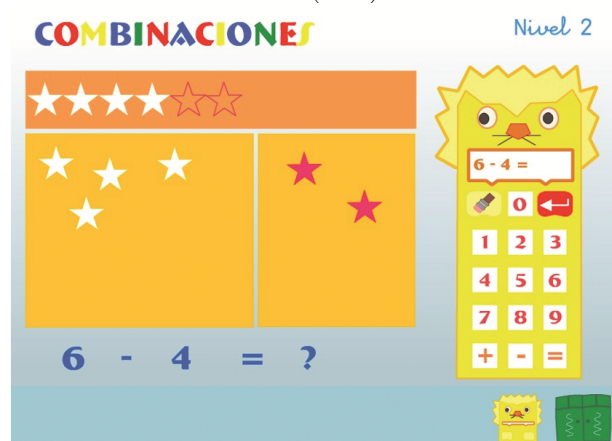 COMBINACIONES
Nivel 2
6 - 4 =
0
1 2 3
4 5 6
7 8 9
+ - =
6 - 4 = ?